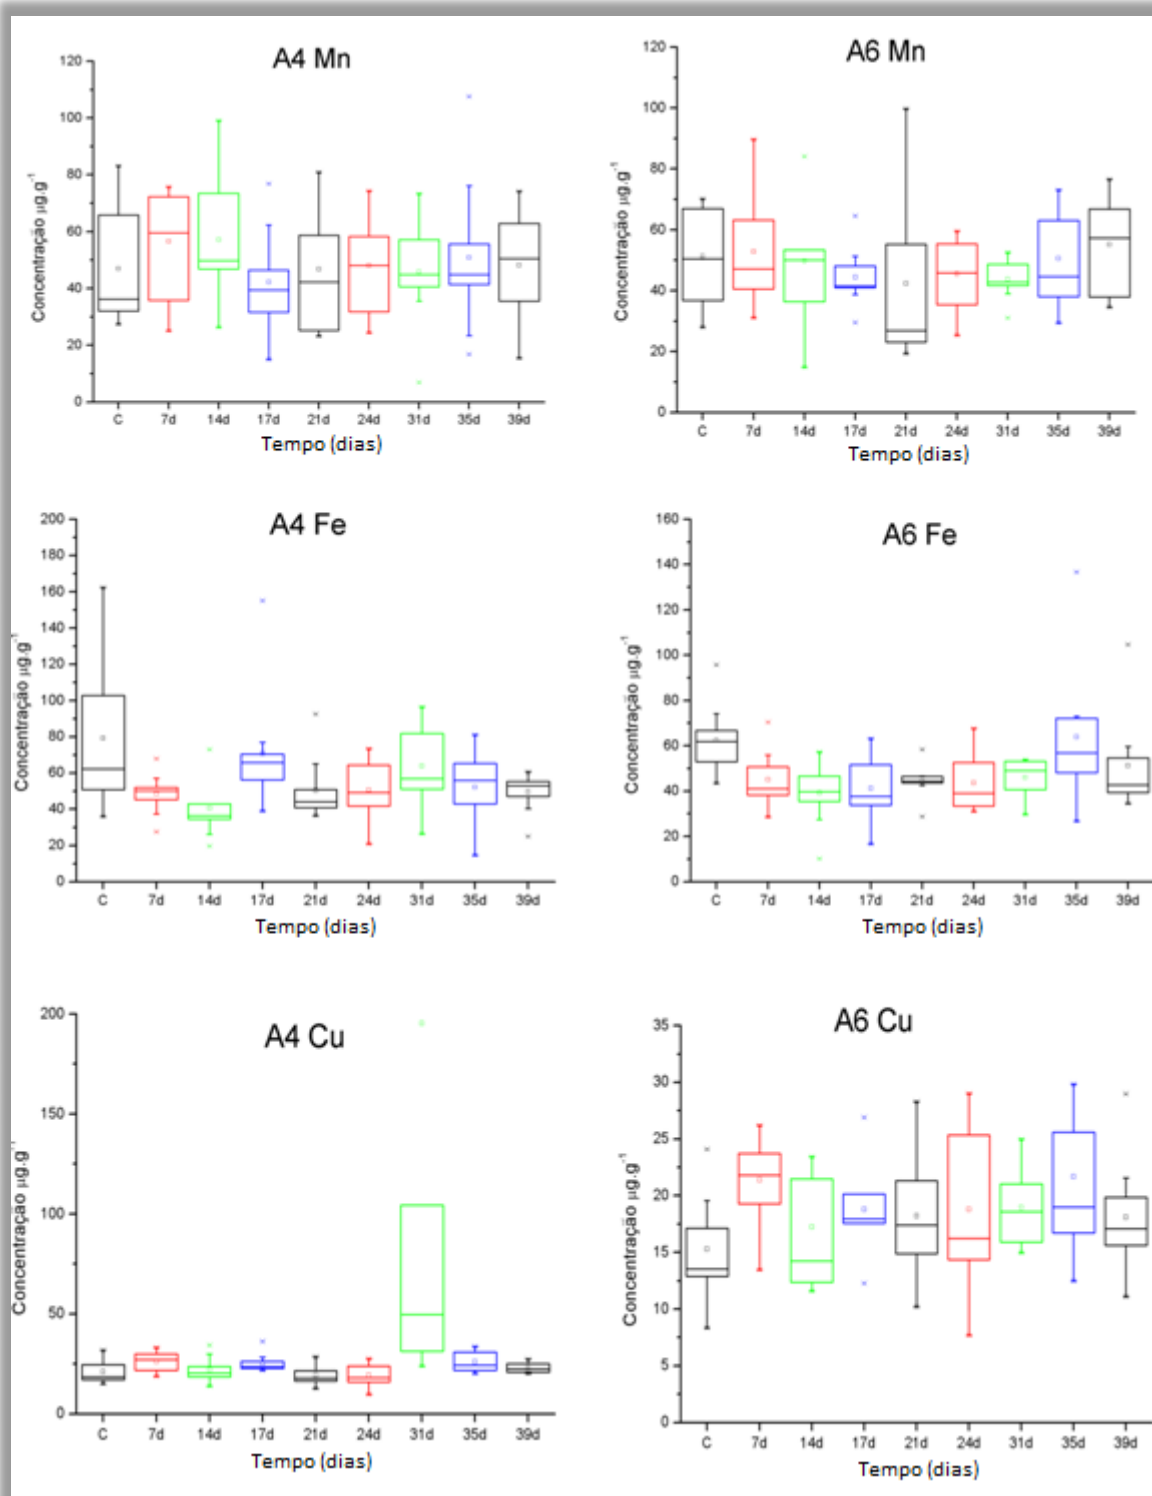 A4 Mn
Concentração µg.g⁻¹
120
100
80
60
40
20
0
C 7d 14d 17d 21d 24d 31d 35d 39d
Tempo (dias)
A6 Mn
Concentração µg.g⁻¹
120
100
80
60
40
20
0
C 7d 14d 17d 21d 24d 31d 35d 39d
Tempo (dias)
A4 Fe
Concentração µg.g⁻¹
200
180
160
140
120
100
80
60
40
20
0
C 7d 14d 17d 21d 24d 31d 35d 39d
Tempo (dias)
A6 Fe
Concentração µg.g⁻¹
160
140
120
100
80
60
40
20
0
C 7d 14d 17d 21d 24d 31d 35d 39d
Tempo (dias)
A4 Cu
Concentração µg.g⁻¹
200
150
100
50
0
C 7d 14d 17d 21d 24d 31d 35d 39d
Tempo (dias)
A6 Cu
Concentração µg.g⁻¹
35
30
25
20
15
10
5
0
C 7d 14d 17d 21d 24d 31d 35d 39d
Tempo (dias)